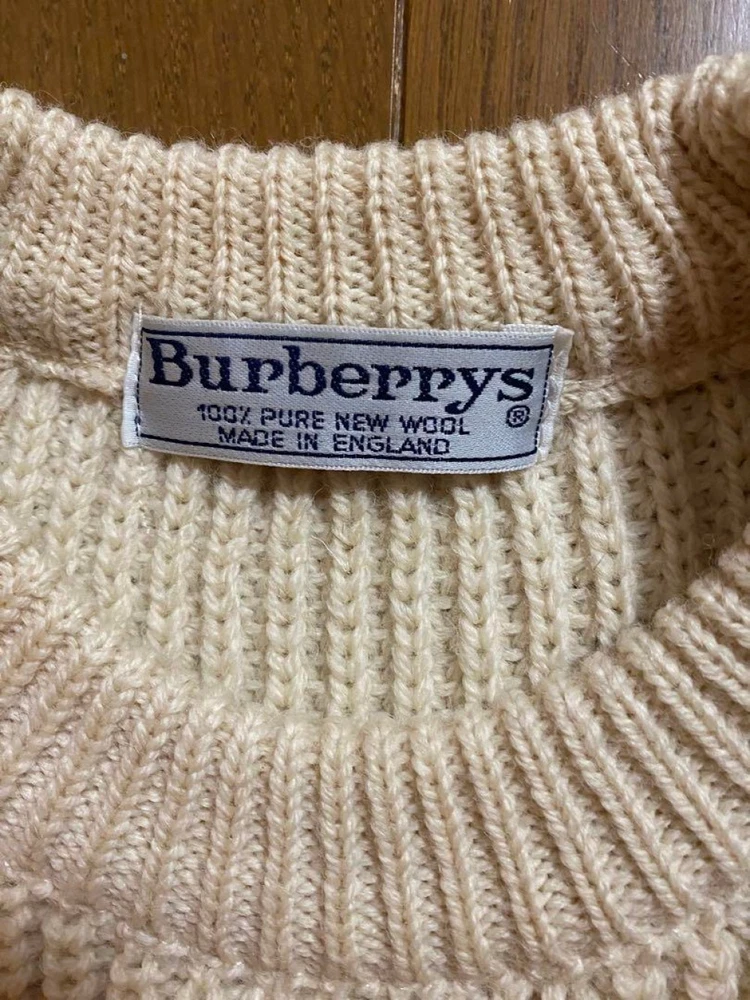 Burberrys
®
100% PURE NEW WOOL
MADE IN ENGLAND